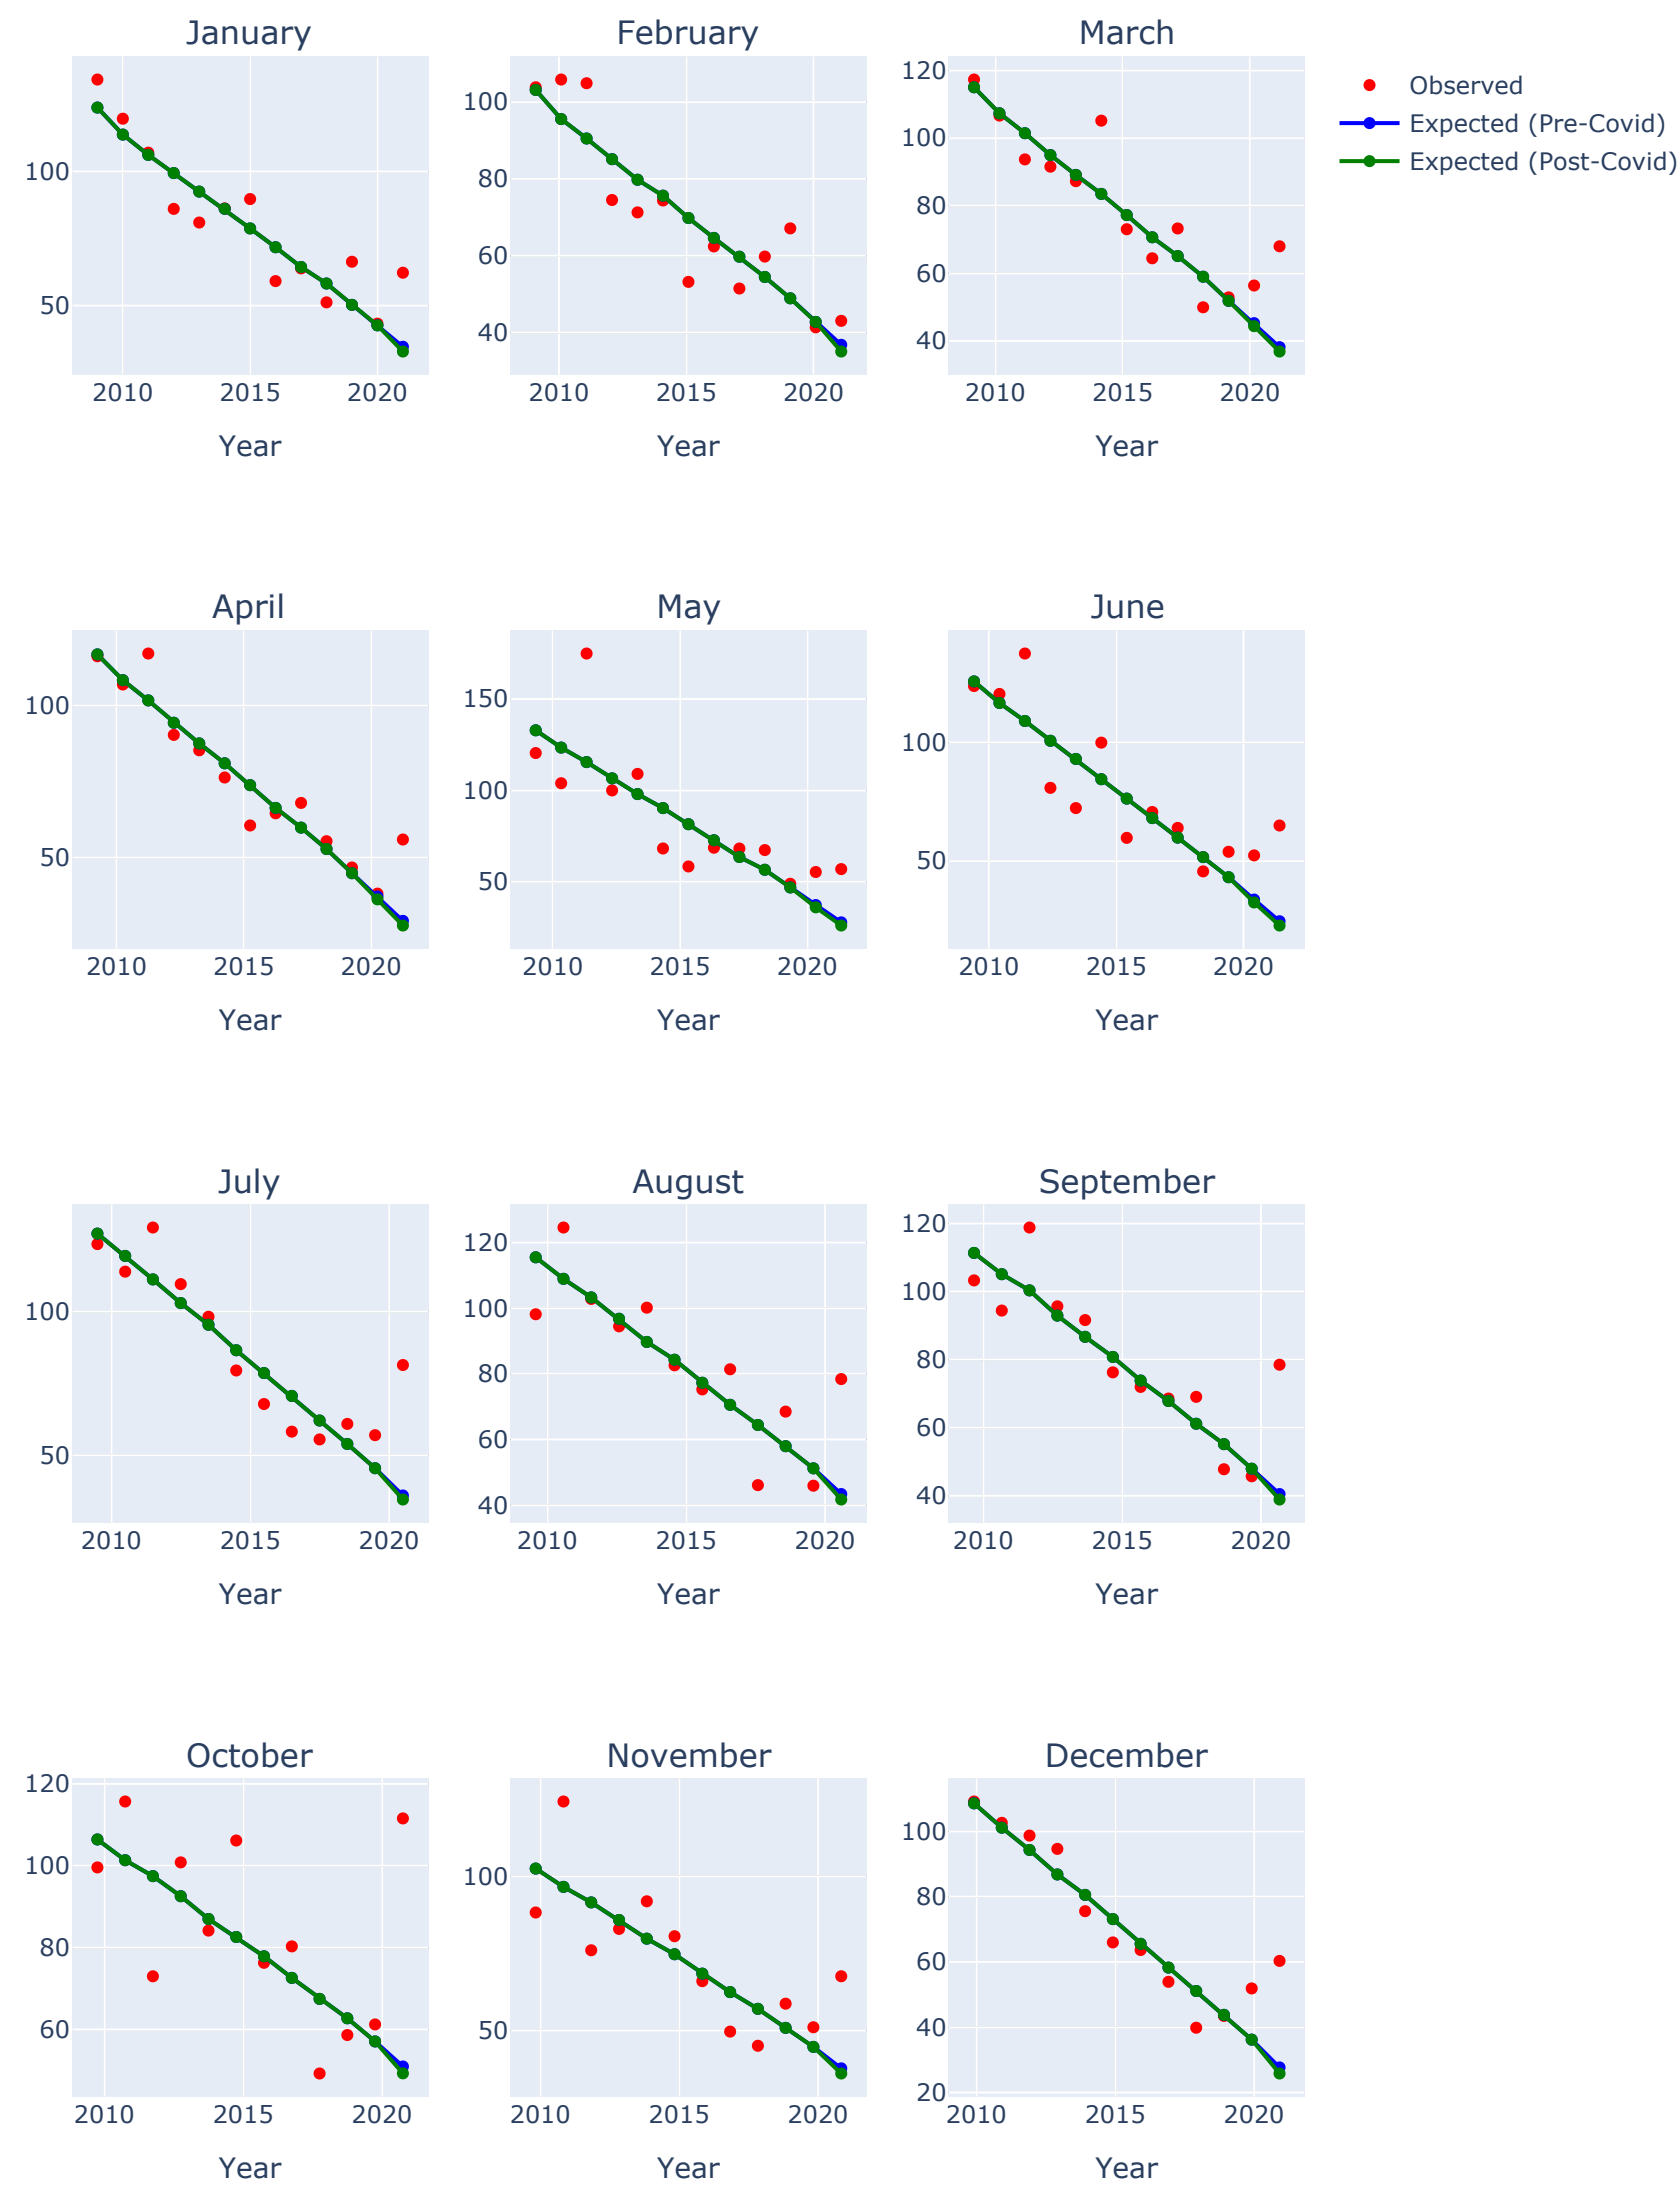 January
February
March
Observed
Expected (Pre-Covid)
Expected (Post-Covid)
100
50
100
80
60
40
120
100
80
60
40
2010 2015 2020
2010 2015 2020
2010 2015 2020
Year
Year
Year
April
May
June
100
50
150
100
50
100
50
2010 2015 2020
2010 2015 2020
2010 2015 2020
Year
Year
Year
July
August
September
100
50
120
100
80
60
40
120
100
80
60
40
2010 2015 2020
2010 2015 2020
2010 2015 2020
Year
Year
Year
October
November
December
120
100
80
60
100
50
100
80
60
40
20
2010 2015 2020
2010 2015 2020
2010 2015 2020
Year
Year
Year